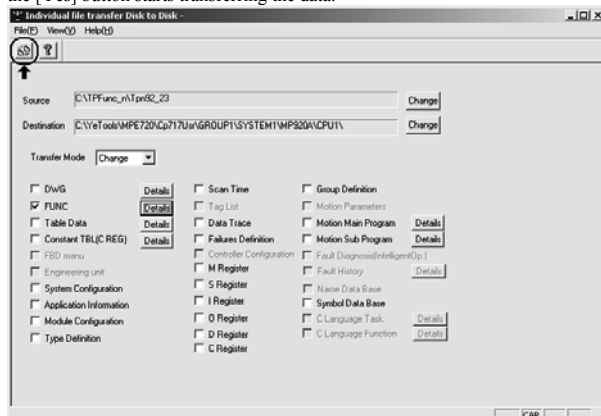 the [Yes] button starts transferring the data.
Individual file transfer Disk to Disk -
File(F) View(V) Help(H)
Source C:\TPFunc_n\Tpn92_23 Change
Destination C:\YeTools\MPE720\Cp717Usr\GROUP1\SYSTEM1\MP920A\CPU1\ Change
Transfer Mode Change
DWG Details Scan Time Group Definition
FUNC Details Tag List Motion Parameters
Table Data Details Data Trace Motion Main Program Details
Constant TBL(C REG) Details Failures Definition Motion Sub Program Details
FBD manu Controller Configuration Fault Diagnosis(IntelligentOp.)
Engineering unit M Register Fault History Details
System Configuration S Register Name Data Base
Application Information I Register Symbol Data Base
Module Configuration O Register C Language Task Details
Type Definition D Register C Language Function Details
C Register
CAP